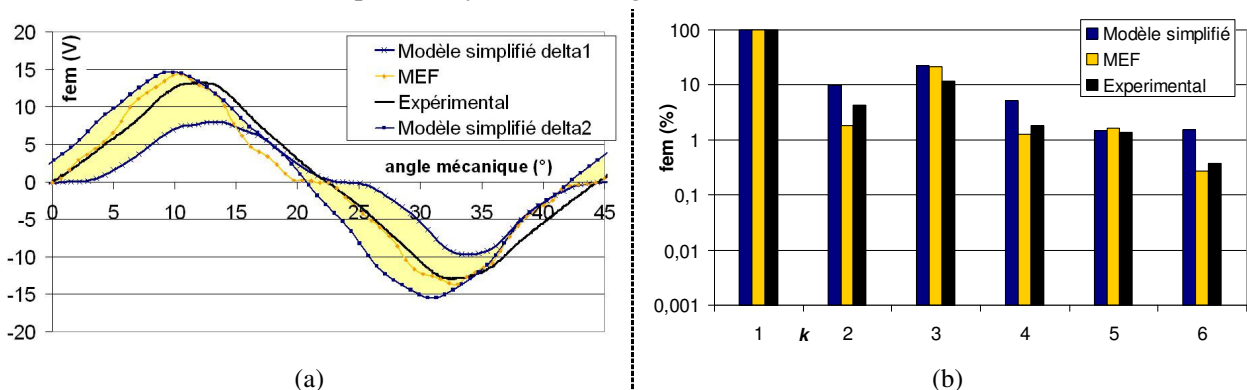 20
15
10
5
0
-5
-10
-15
-20
fem (V)
Modèle simplifié delta1
MEF
Expérimental
Modèle simplifié delta2
angle mécanique (°)
0 5 10 15 20 25 30 35 40 45
(a)
100
10
1
0,1
0,01
0,001
fem (%)
Modèle simplifié
MEF
Experimental
1 k 2 3 4 5 6
(b)